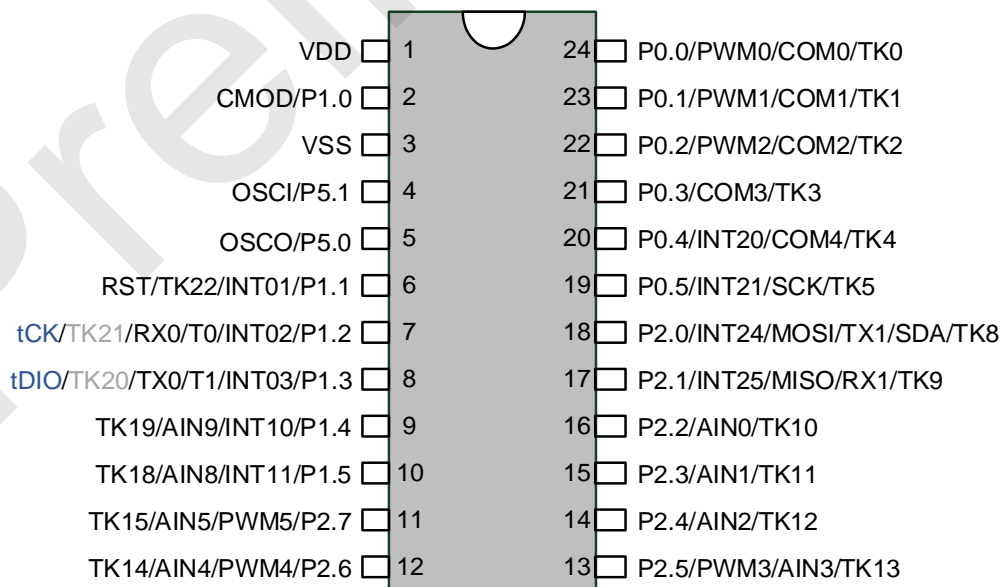 VDD 1 24 P0.0/PWM0/COM0/TK0
CMOD/P1.0 2 23 P0.1/PWM1/COM1/TK1
VSS 3 22 P0.2/PWM2/COM2/TK2
OSCI/P5.1 4 21 P0.3/COM3/TK3
OSCO/P5.0 5 20 P0.4/INT20/COM4/TK4
RST/TK22/INT01/P1.1 6 19 P0.5/INT21/SCK/TK5
tCK/TK21/RX0/T0/INT02/P1.2 7 18 P2.0/INT24/MOSI/TX1/SDA/TK8
tDIO/TK20/TX0/T1/INT03/P1.3 8 17 P2.1/INT25/MISO/RX1/TK9
TK19/AIN9/INT10/P1.4 9 16 P2.2/AIN0/TK10
TK18/AIN8/INT11/P1.5 10 15 P2.3/AIN1/TK11
TK15/AIN5/PWM5/P2.7 11 14 P2.4/AIN2/TK12
TK14/AIN4/PWM4/P2.6 12 13 P2.5/PWM3/AIN3/TK13